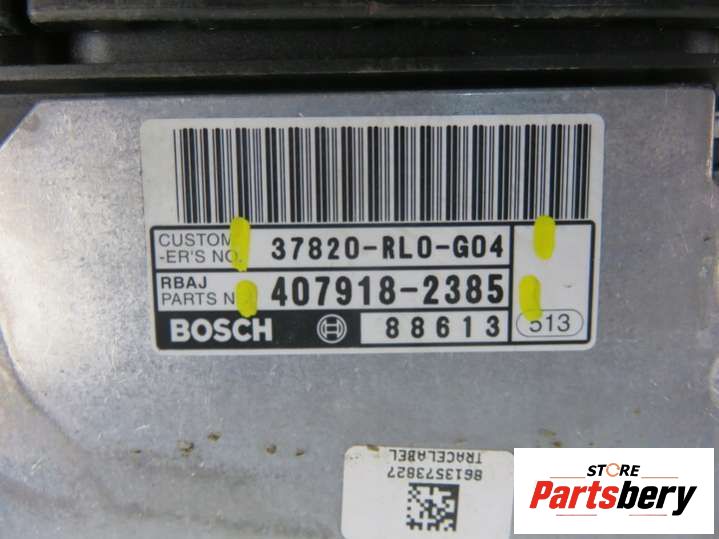 CUSTOM
-ER'S NO. 37820-RL0-G04
RBAJ
PARTS N 407918-2385
BOSCH 88613 513
8613573827
TRACELABEL
STORE
Partsbery